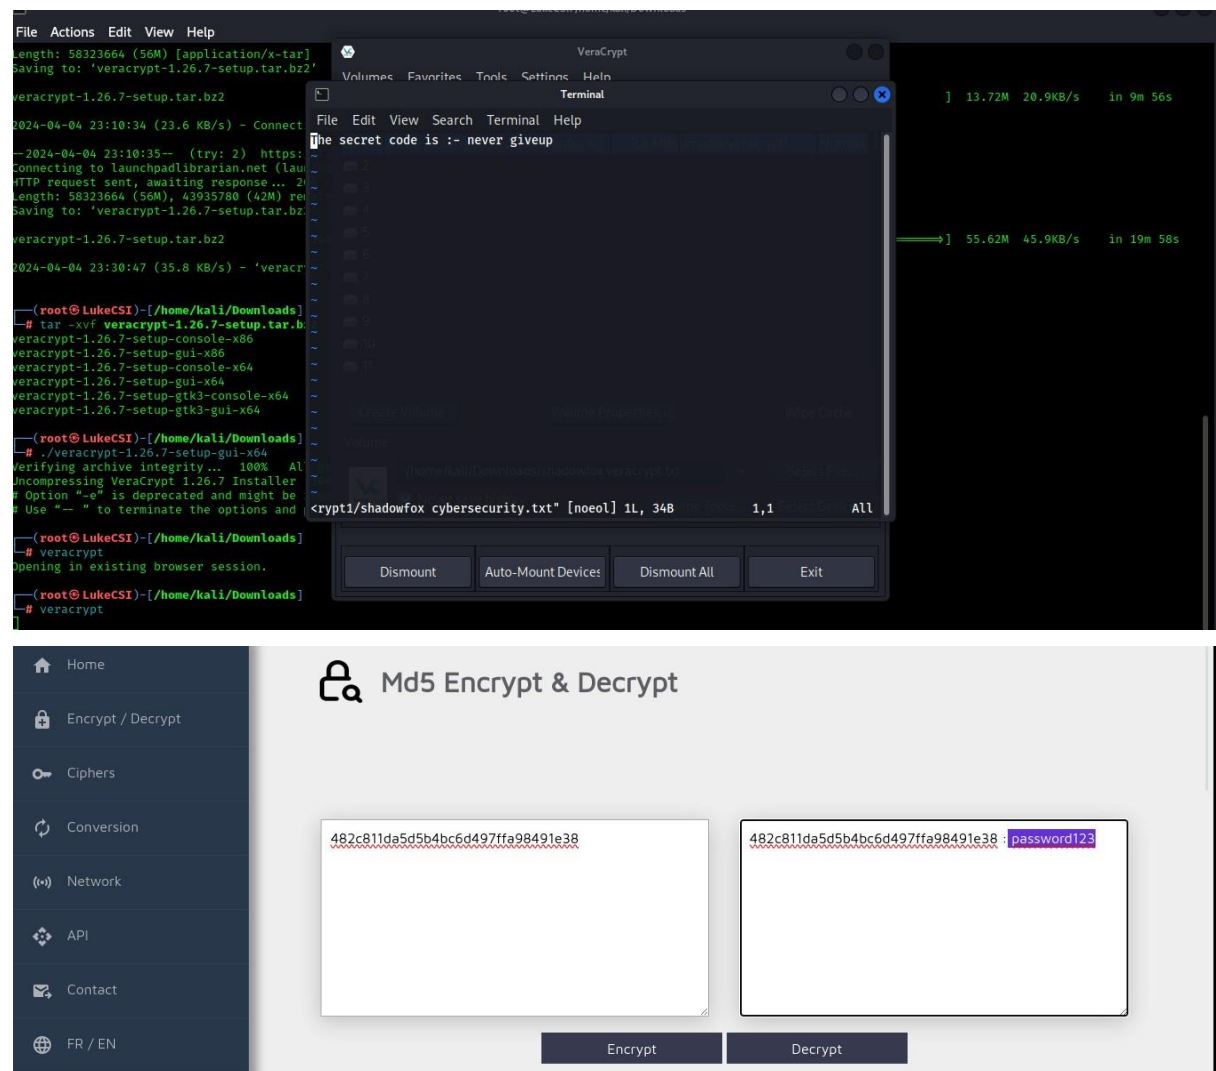 File Actions Edit View Help
Length: 58323664 (56M) [application/x-tar]
Saving to: ‘veracrypt-1.26.7-setup.tar.bz2’
veracrypt-1.26.7-setup.tar.bz2
] 13.72M 20.9KB/s in 9m 56s
2024-04-04 23:10:34 (23.6 KB/s) - Connect
--2024-04-04 23:10:35-- (try: 2) https:
Connecting to launchpadlibrarian.net
HTTP request sent, awaiting response...
Length: 58323664 (56M), 43935780 (42M)
Saving to: ‘veracrypt-1.26.7-setup.tar.bz
veracrypt-1.26.7-setup.tar.bz2
] 55.62M 45.9KB/s in 19m 58s
2024-04-04 23:30:47 (35.8 KB/s) - ‘veracr
(root㉿LukeCSI)-[/home/kali/Downloads]
# tar -xvf veracrypt-1.26.7-setup.tar.b
veracrypt-1.26.7-setup-console-x86
veracrypt-1.26.7-setup-gui-x86
veracrypt-1.26.7-setup-console-x64
veracrypt-1.26.7-setup-gui-x64
veracrypt-1.26.7-setup-gtk3-console-x64
veracrypt-1.26.7-setup-gtk3-gui-x64
(root㉿LukeCSI)-[/home/kali/Downloads]
# ./veracrypt-1.26.7-setup-gui-x64
Verifying archive integrity... 100% Al
Uncompressing VeraCrypt 1.26.7 Installer
# Option “-e” is deprecated and might be
# Use “-- ” to terminate the options and
(root㉿LukeCSI)-[/home/kali/Downloads]
# veracrypt
Opening in existing browser session.
(root㉿LukeCSI)-[/home/kali/Downloads]
# veracrypt
VeraCrypt
Volumes Favorites Tools Settings Help
Terminal
File Edit View Search Terminal Help
The secret code is :- never giveup
<rypt1/shadowfox cybersecurity.txt" [noeol] 1L, 34B 1,1 All
Dismount Auto-Mount Devices Dismount All Exit
Home
Encrypt / Decrypt
Ciphers
Conversion
Network
API
Contact
FR / EN
Md5 Encrypt & Decrypt
482c811da5d5b4bc6d497ffa98491e38
482c811da5d5b4bc6d497ffa98491e38 : password123
Encrypt Decrypt